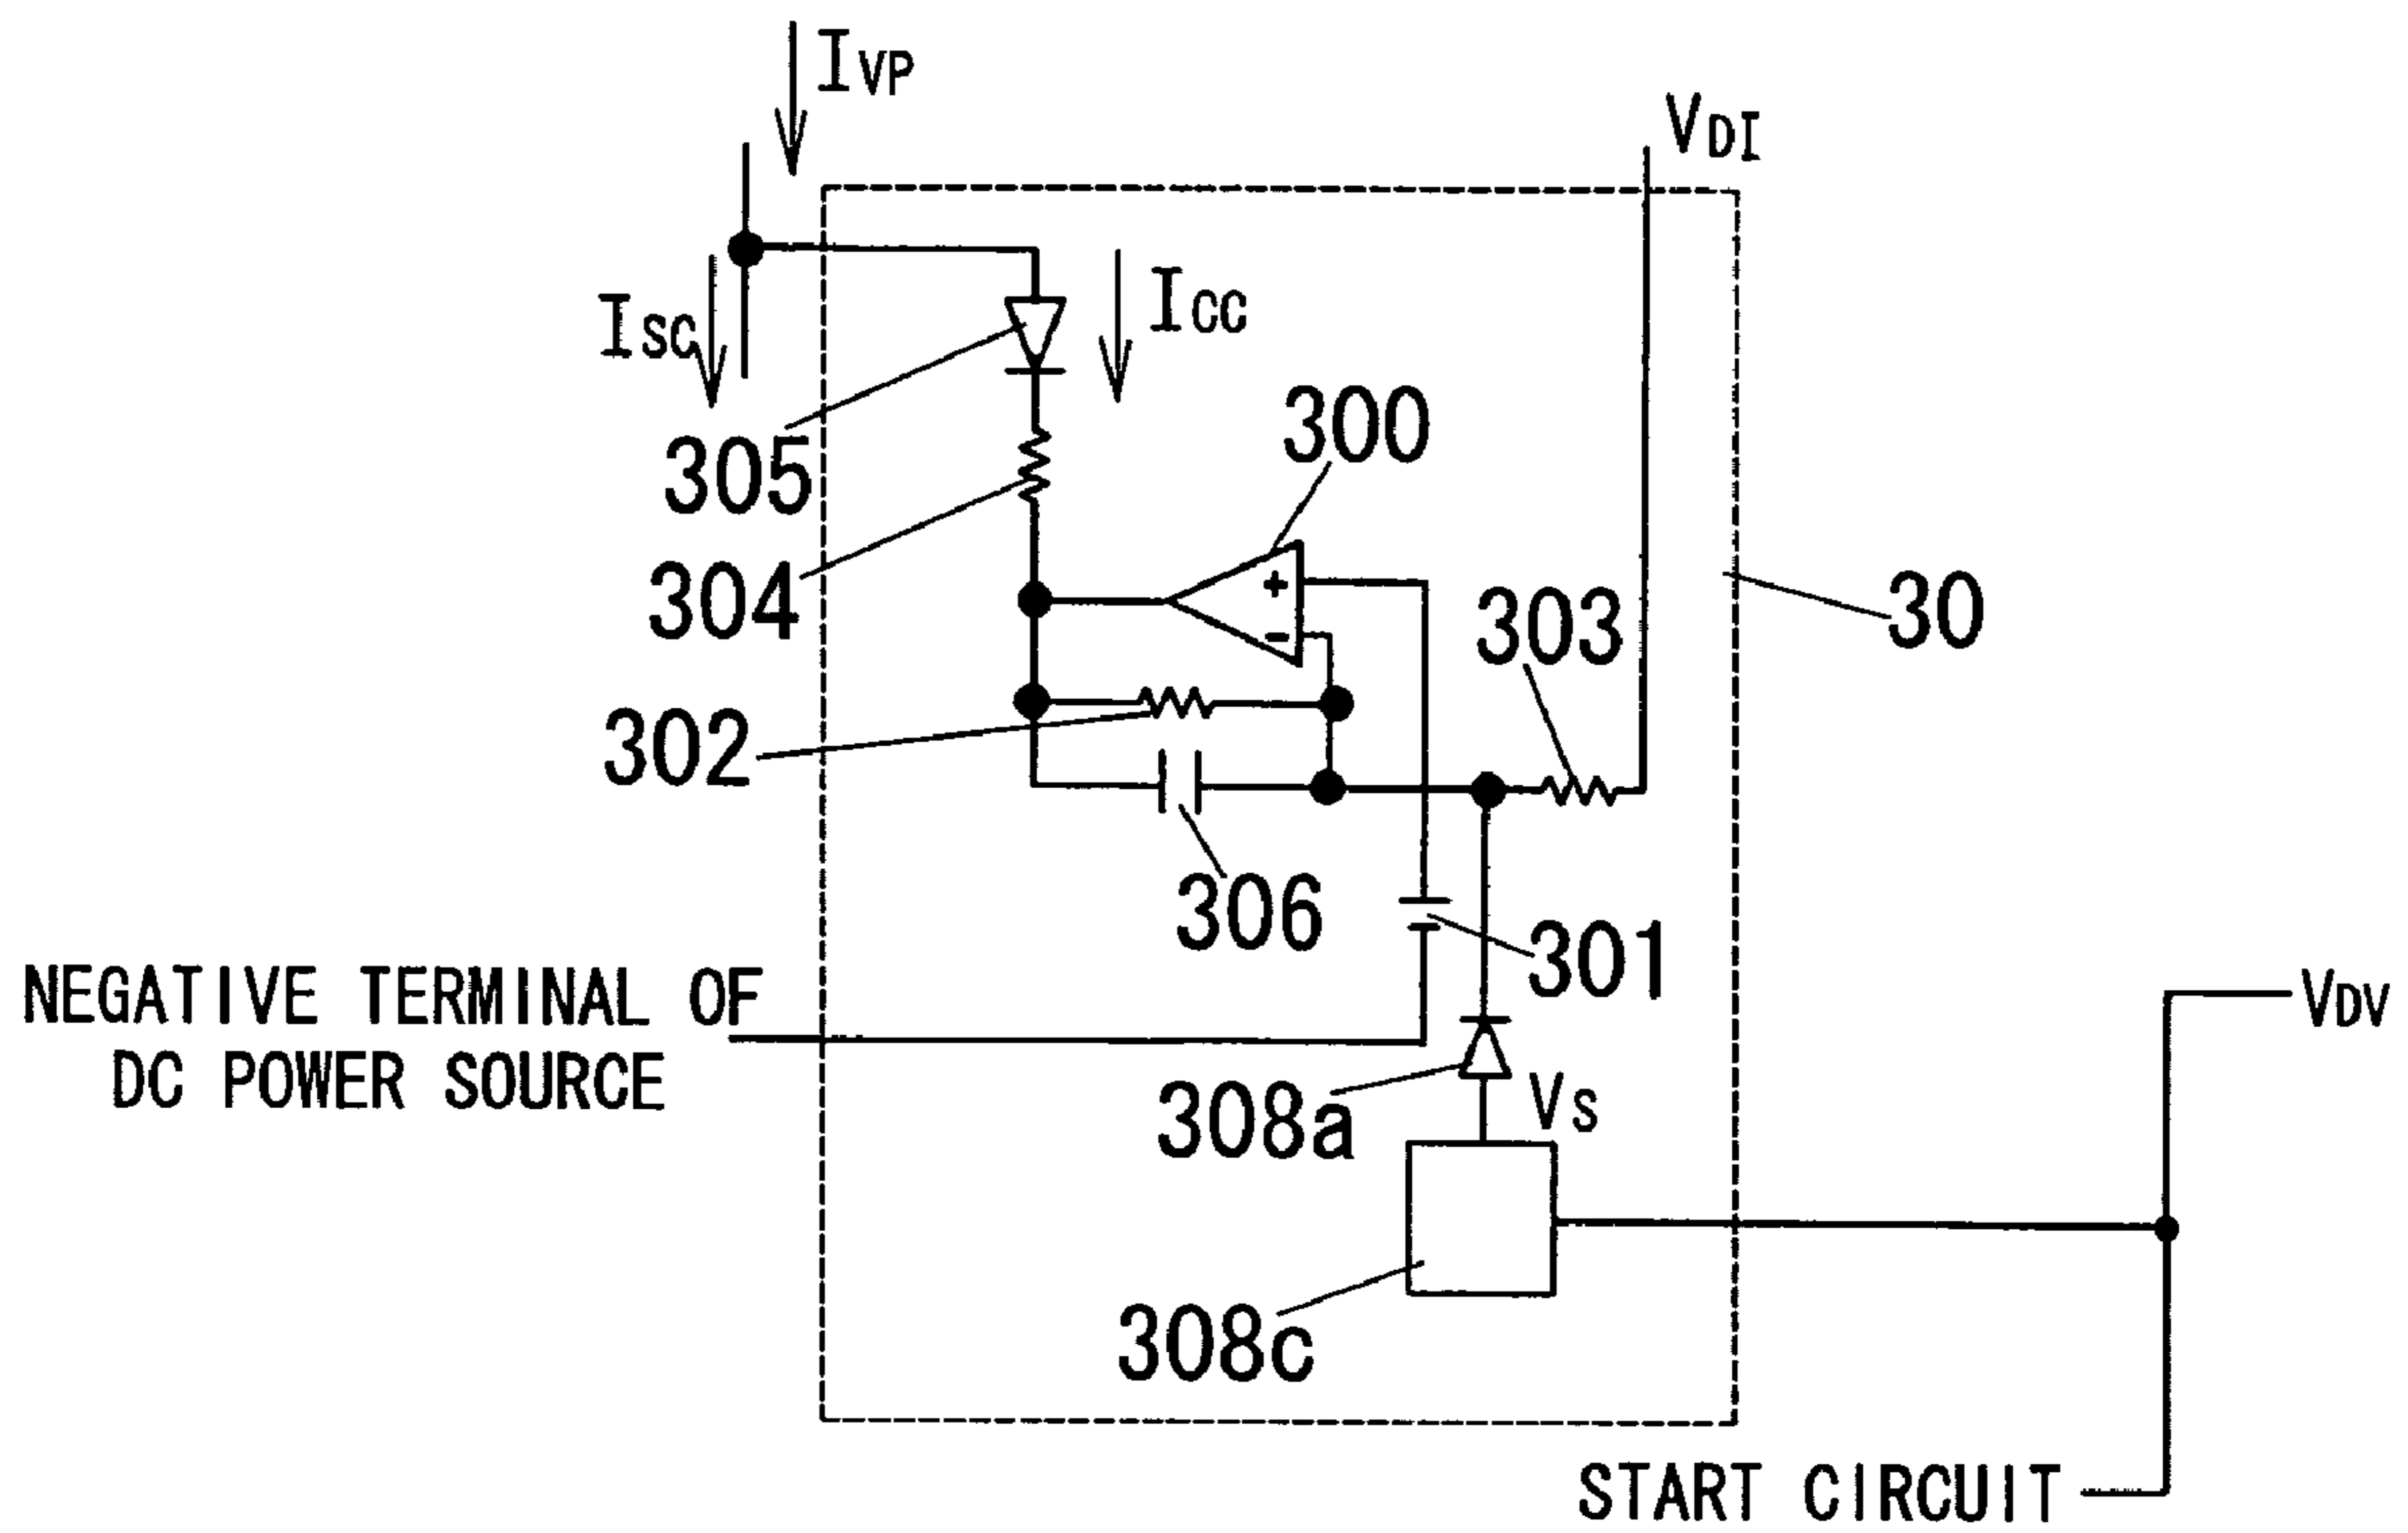 IVP
VDI
ISC
ICC
300
305
304
303
30
302
306
301
NEGATIVE TERMINAL OF
DC POWER SOURCE
VDV
308a
VS
308c
START CIRCUIT
+
-